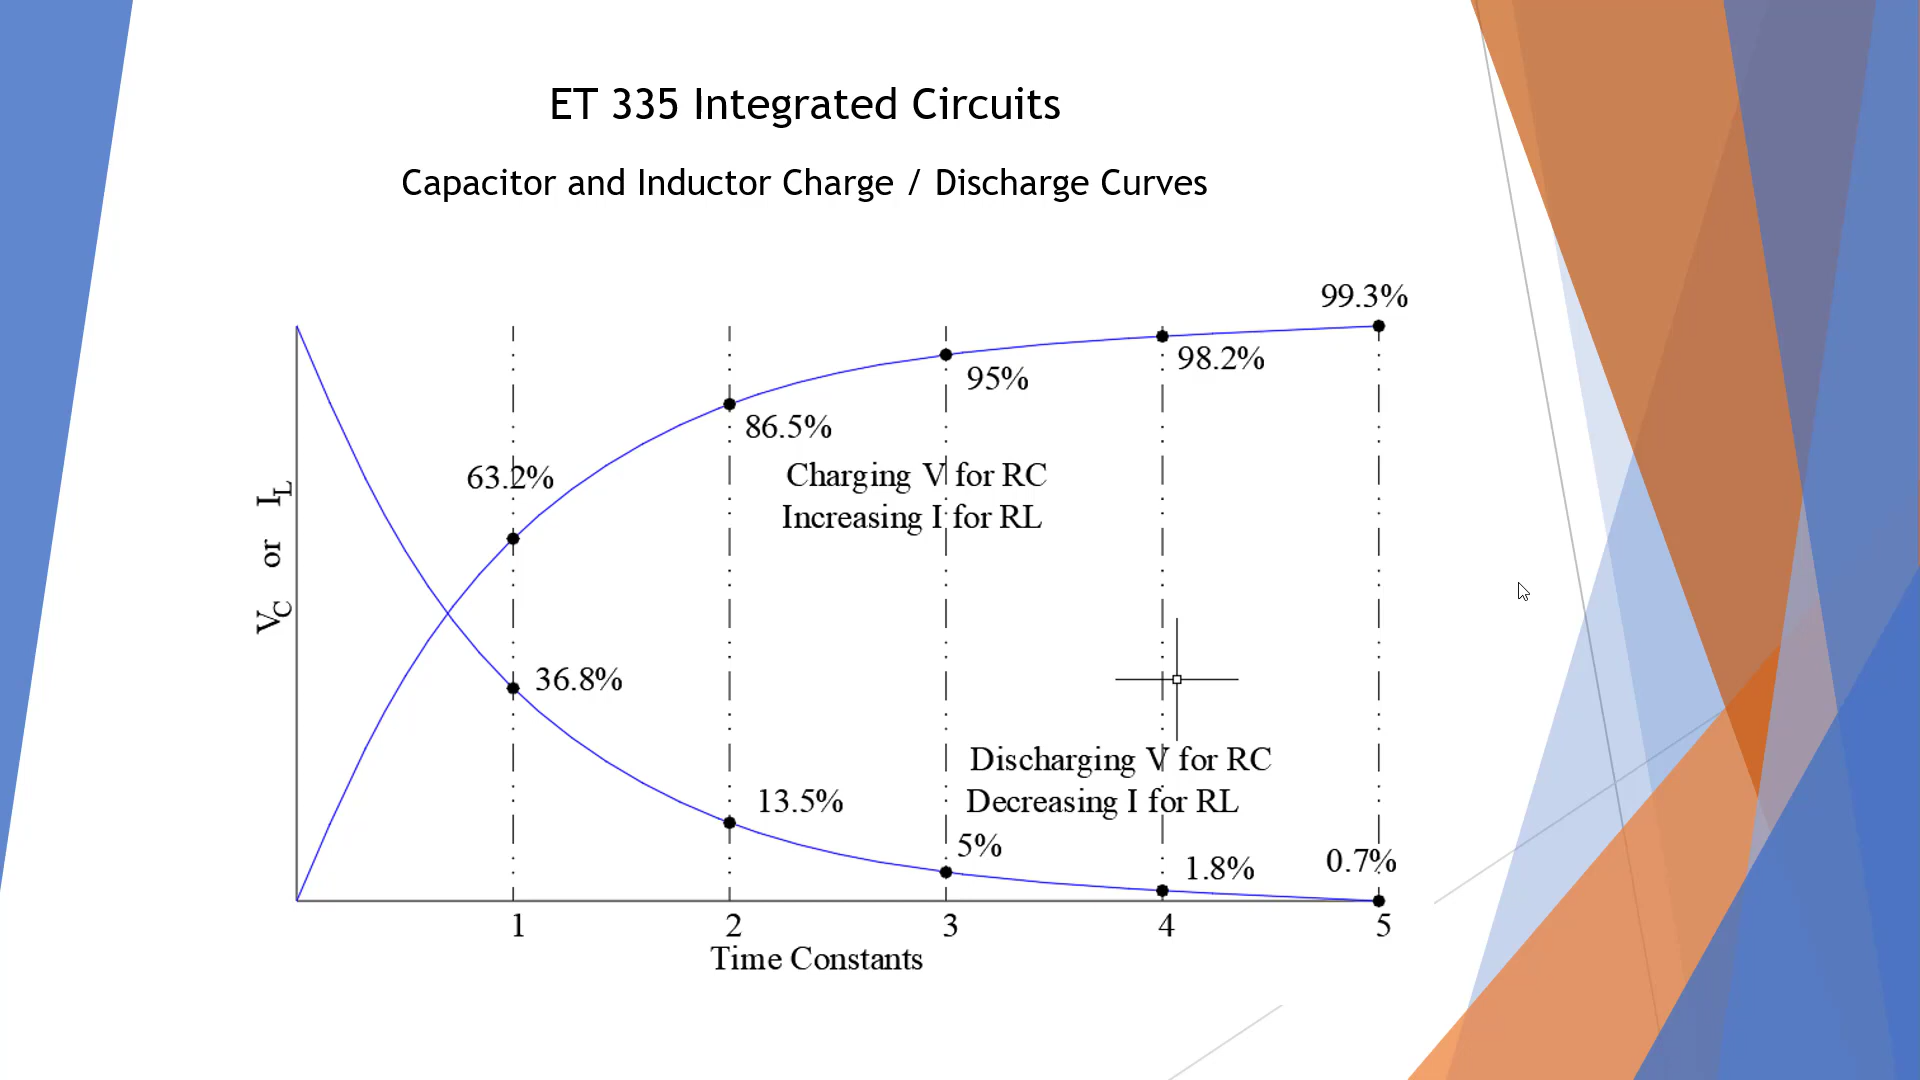 ET 335 Integrated Circuits
Capacitor and Inductor Charge / Discharge Curves
99.3%
98.2%
95%
86.5%
63.2%
Charging V for RC
Increasing I for RL
V_C or I_L
36.8%
Discharging V for RC
Decreasing I for RL
13.5%
5%
1.8%
0.7%
1 2 3 4 5
Time Constants